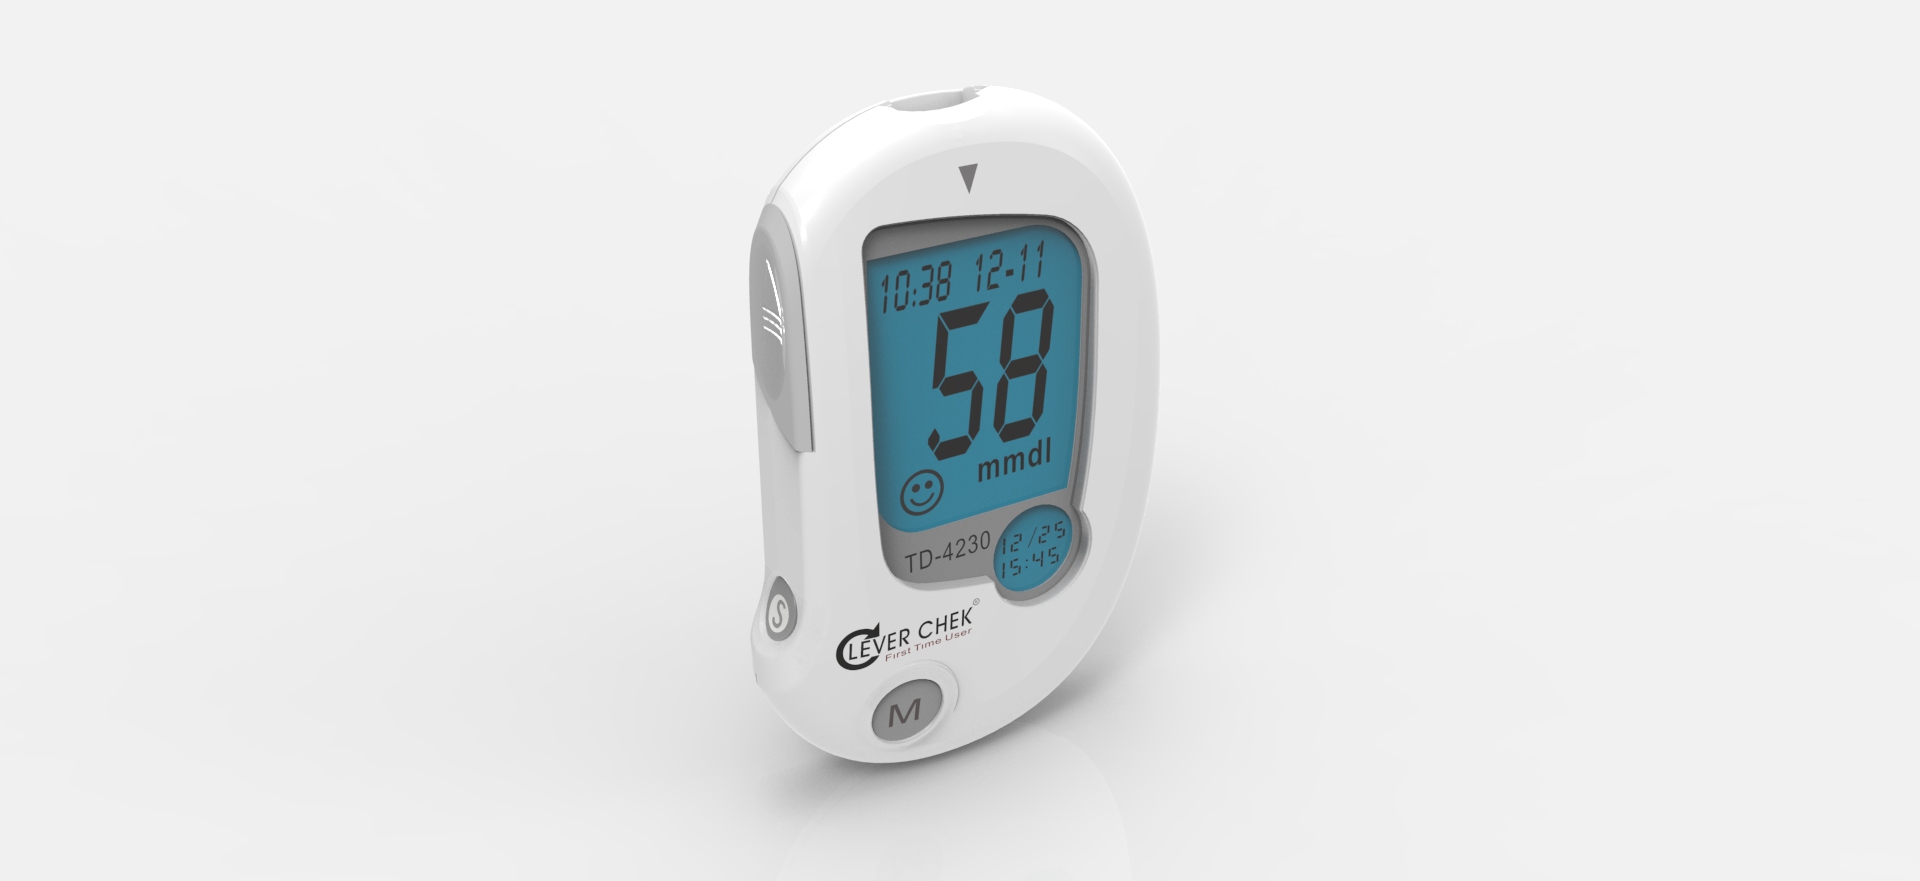 10:38 12-11
58
mmdl
TD-4230
12/25
15:45
CLEVER CHEK®
First Time User
S
M